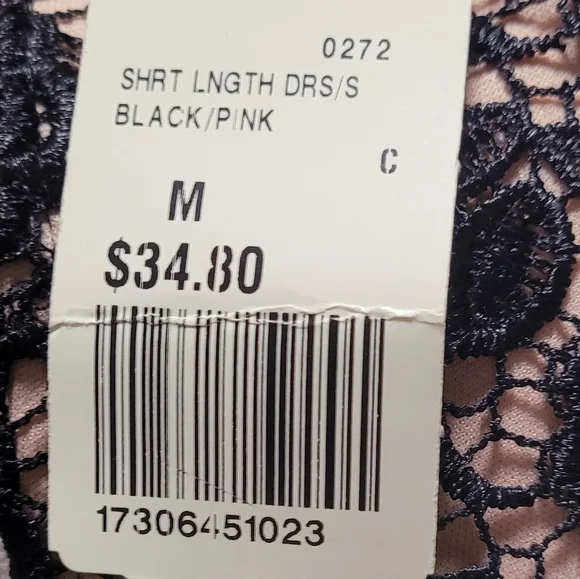 0272
SHRT LNGTH DRS/S
BLACK/PINK
C
M
$34.80
17306451023